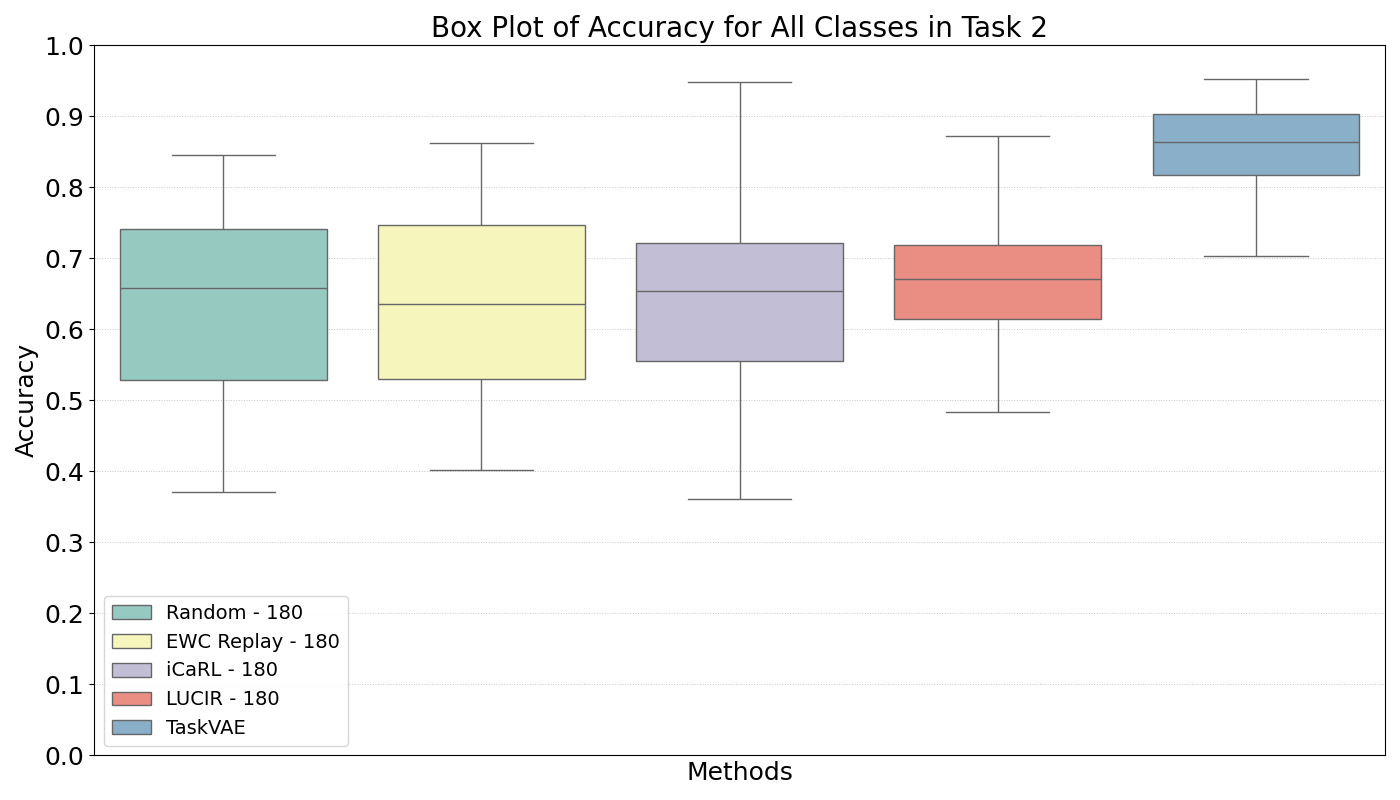 Box Plot of Accuracy for All Classes in Task 2
1.0
0.9
0.8
0.7
0.6
0.5
0.4
0.3
0.2
0.1
0.0
Accuracy
Random - 180
EWC Replay - 180
iCaRL - 180
LUCIR - 180
TaskVAE
Methods